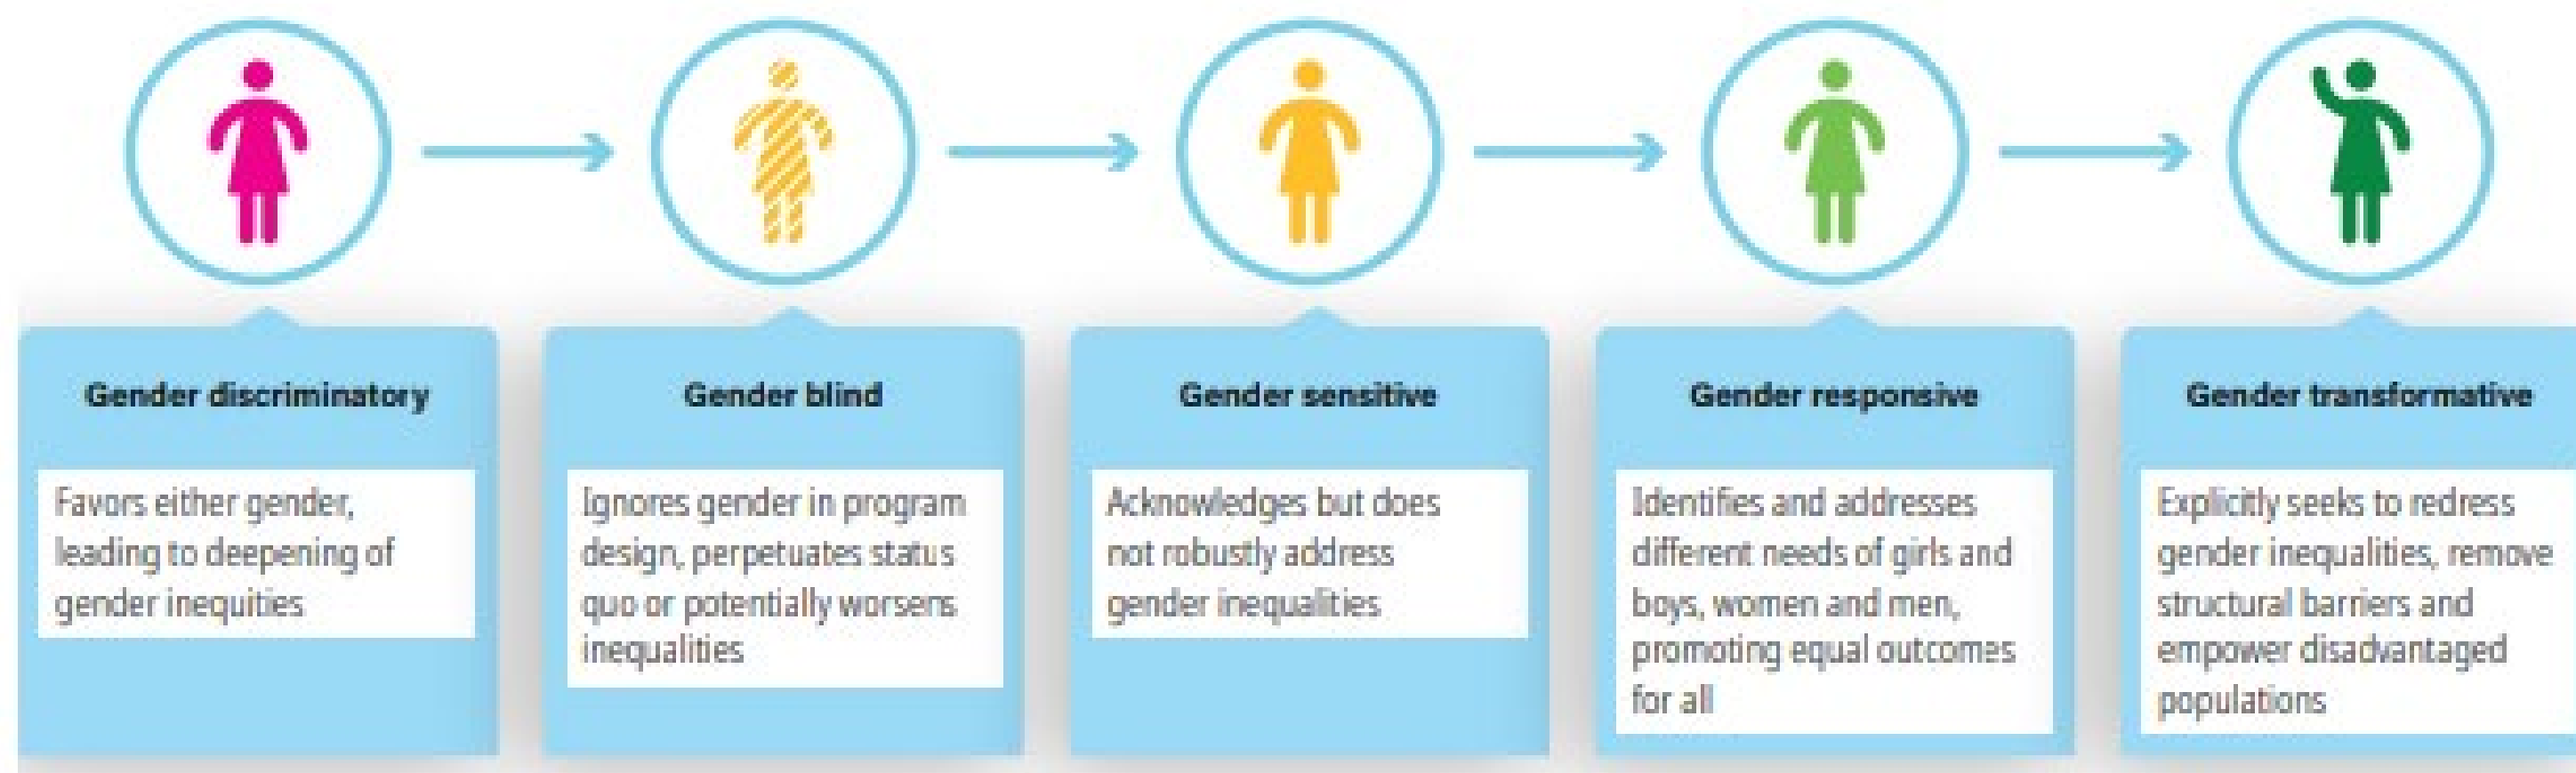 Gender discriminatory
Favors either gender,
leading to deepening of
gender inequities
Gender blind
Ignores gender in program
design, perpetuates status
quo or potentially worsens
inequalities
Gender sensitive
Acknowledges but does
not robustly address
gender inequalities
Gender responsive
Identifies and addresses
different needs of girls and
boys, women and men,
promoting equal outcomes
for all
Gender transformative
Explicitly seeks to redress
gender inequalities, remove
structural barriers and
empower disadvantaged
populations